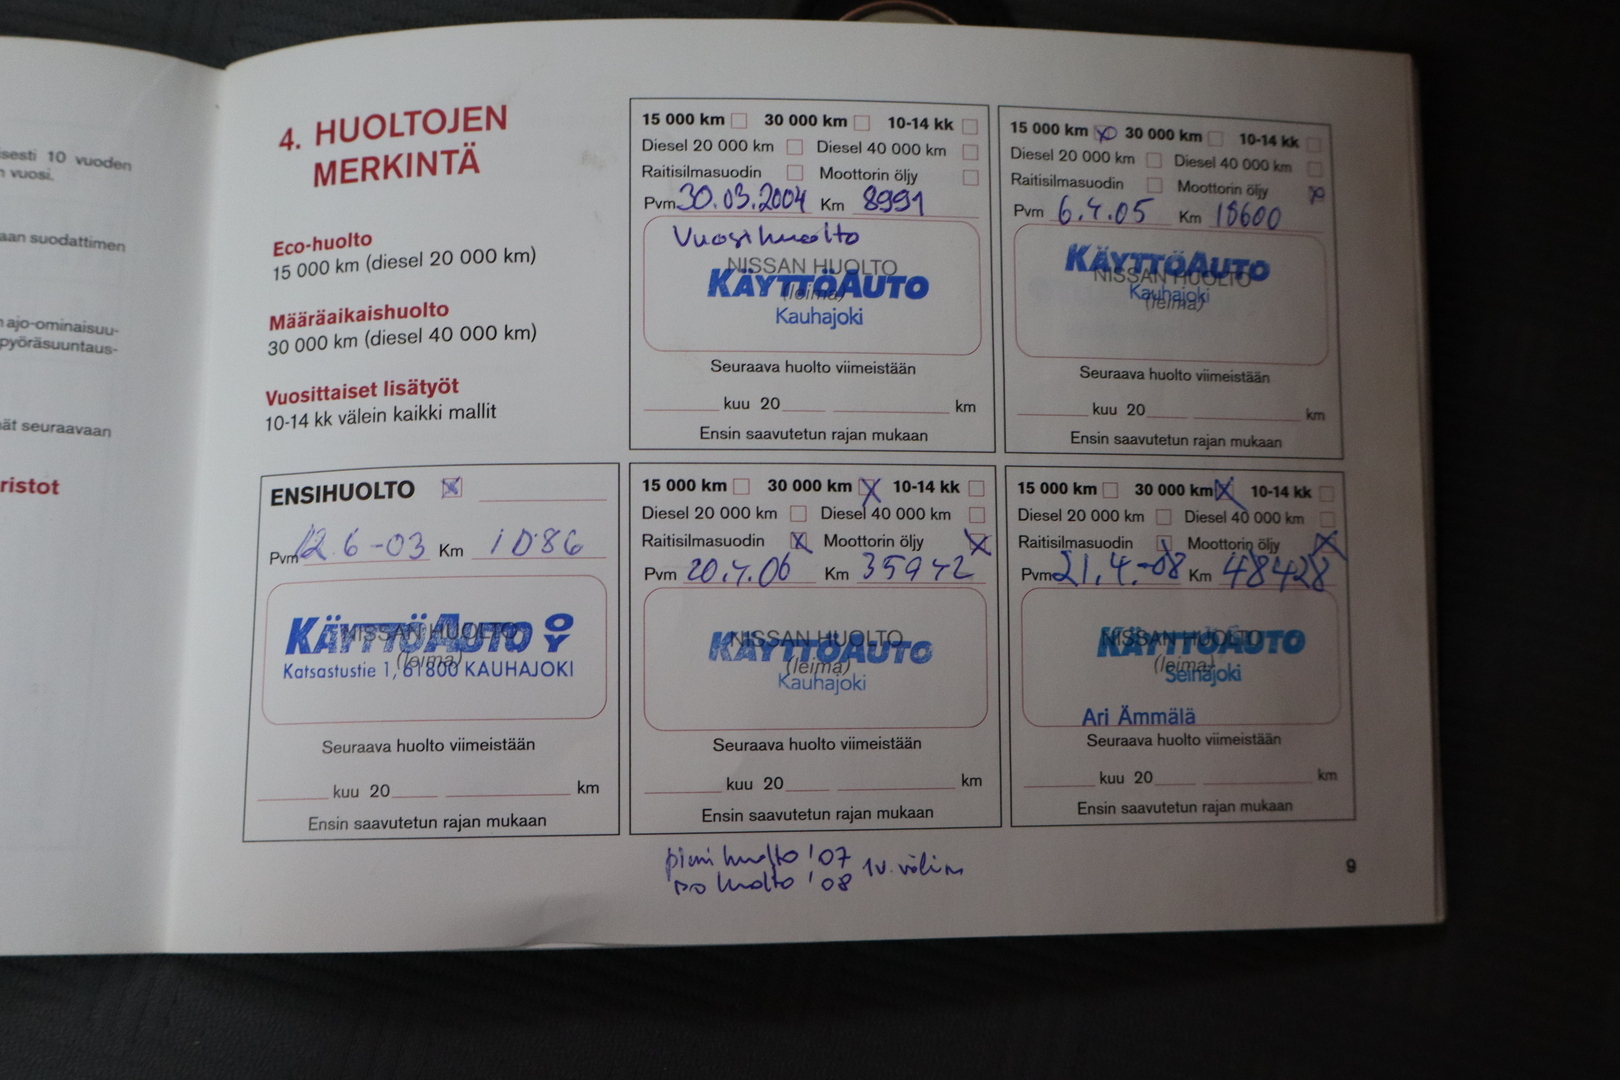 sesti 10 vuoden
n vuosi.
aan suodattimen
ajo-ominaisuu-
pyöräsuuntaus-
ät seuraavaan
ristot
4. HUOLTOJEN
MERKINTÄ
Eco-huolto
15 000 km (diesel 20 000 km)
Määräaikaishuolto
30 000 km (diesel 40 000 km)
Vuosittaiset lisätyöt
10-14 kk välein kaikki mallit
15 000 km 30 000 km 10-14 kk
Diesel 20 000 km Diesel 40 000 km
Raitisilmasuodin Moottorin öljy
Pvm 30.03.2004 Km 8991
Vuosihuolto
NISSAN HUOLTO
KÄYTTÖAUTO
(leima)
Kauhajoki
Seuraava huolto viimeistään
kuu 20 km
Ensin saavutetun rajan mukaan
15 000 km 30 000 km 10-14 kk
Diesel 20 000 km Diesel 40 000 km
Raitisilmasuodin Moottorin öljy
Pvm 6.4.05 Km 18600
KÄYTTÖAUTO
NISSAN HUOLTO
Kauhajoki
(leima)
Seuraava huolto viimeistään
kuu 20 km
Ensin saavutetun rajan mukaan
ENSIHUOLTO
Pvm 12.6-03 Km 1086
KÄYTTÖAUTO OY
NISSAN HUOLTO
(leima)
Katsastustie 1, 61800 KAUHAJOKI
Seuraava huolto viimeistään
kuu 20 km
Ensin saavutetun rajan mukaan
15 000 km 30 000 km 10-14 kk
Diesel 20 000 km Diesel 40 000 km
Raitisilmasuodin Moottorin öljy
Pvm 20.4.06 Km 35942
NISSAN HUOLTO
KÄYTTÖAUTO
(leima)
Kauhajoki
Seuraava huolto viimeistään
kuu 20 km
Ensin saavutetun rajan mukaan
15 000 km 30 000 km 10-14 kk
Diesel 20 000 km Diesel 40 000 km
Raitisilmasuodin Moottorin öljy
Pvm 21.4.-08 Km 48428
NISSAN HUOLTO
KÄYTTÖAUTO
(leima)
Seinäjoki
Ari Ämmälä
Seuraava huolto viimeistään
kuu 20 km
Ensin saavutetun rajan mukaan
pieni huolto '07 1v. välein
huolto '08
9